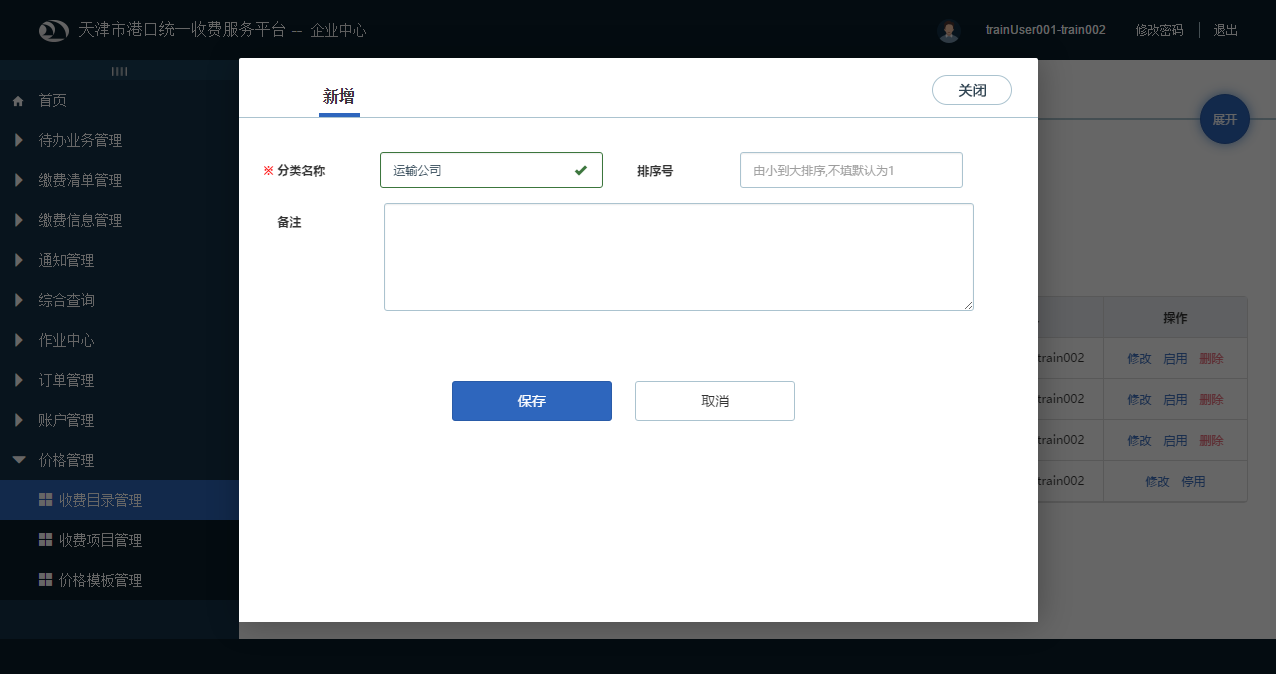 天津市港口统一收费服务平台 — 企业中心
trainUser001-train002 修改密码 退出
首页
待办业务管理
缴费清单管理
缴费信息管理
通知管理
综合查询
作业中心
订单管理
账户管理
价格管理
收费目录管理
收费项目管理
价格模板管理
新增
关闭
※ 分类名称 运输公司 排序号 由小到大排序,不填默认为1
备注
保存 取消
展开
操作
train002 修改 启用 删除
train002 修改 启用 删除
train002 修改 启用 删除
train002 修改 停用